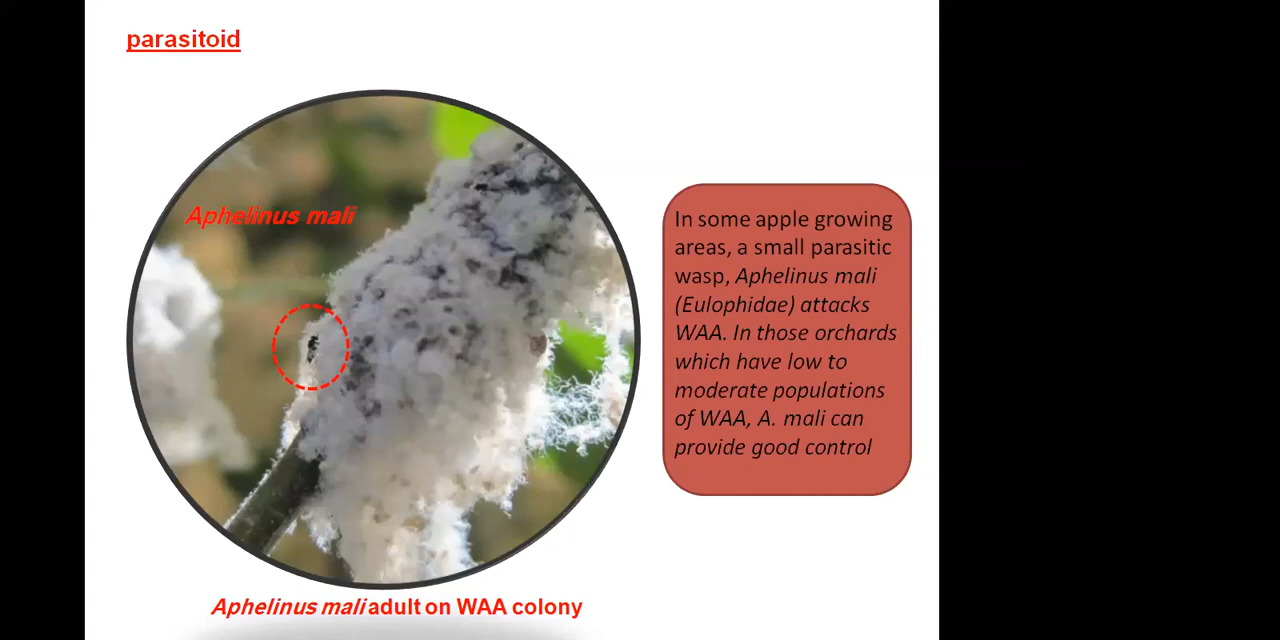 parasitoid
Aphelinus mali
In some apple growing
areas, a small parasitic
wasp, Aphelinus mali
(Eulophidae) attacks
WAA. In those orchards
which have low to
moderate populations
of WAA, A. mali can
provide good control
Aphelinus mali adult on WAA colony